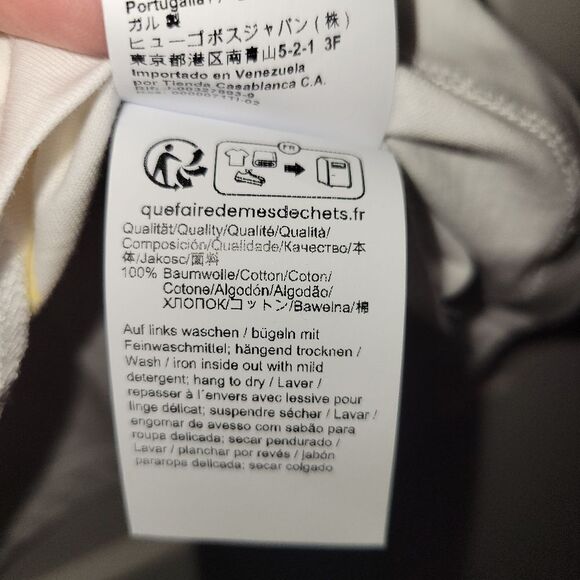 Portugália
ガル 製
ヒューゴボスジャパン(株)
東京都港区南青山5-2-1 3F
Importado en Venezuela
por Tienda Casablanca C.A.
FR
quefairedemesdechets.fr
Qualität/Quality/Qualité/Qualità/
Composición/Qualidade/Качество/本
体/Jakosc/面料
100% Baumwolle/Cotton/Coton/
Cotone/Algodón/Algodão/
ХЛОПОК/コットン/Bawelna/棉
Auf links waschen / bügeln mit
Feinwaschmittel; hängend trocknen /
Wash / iron inside out with mild
detergent; hang to dry / Laver /
repasser à l'envers avec lessive pour
linge délicat; suspendre sécher / Lavar /
engomar de avesso com sabão para
roupa delicada; secar pendurado /
Lavar / planchar por revés / jabón
pararopa delicada; secar colgado